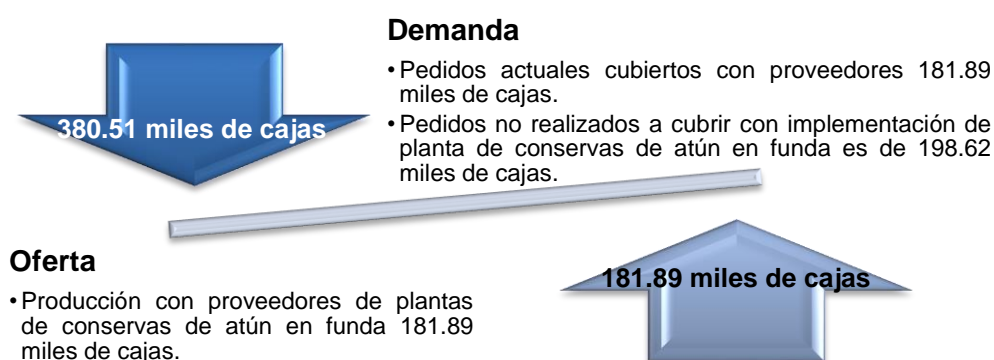 Demanda
•Pedidos actuales cubiertos con proveedores 181.89
miles de cajas.
•Pedidos no realizados a cubrir con implementación de
planta de conservas de atún en funda es de 198.62
miles de cajas.
380.51 miles de cajas
Oferta
•Producción con proveedores de plantas
de conservas de atún en funda 181.89
miles de cajas.
181.89 miles de cajas